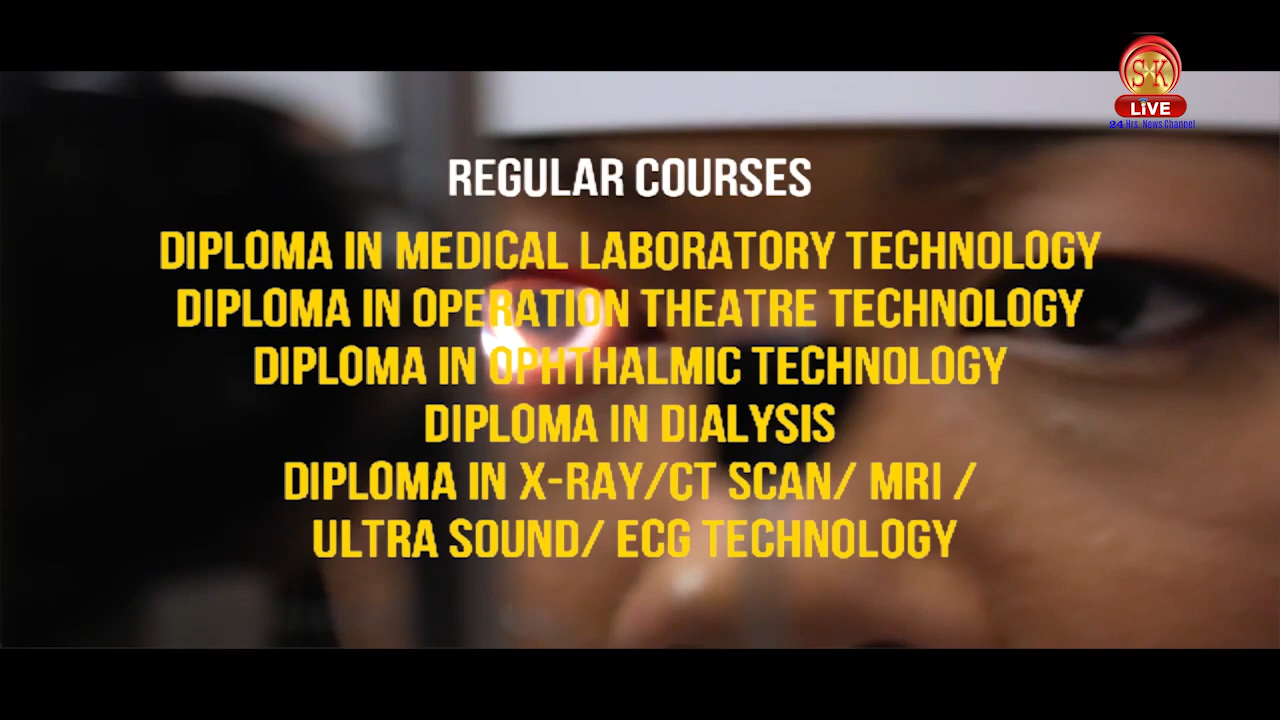 SK
LIVE
24 Hrs. News Channel
REGULAR COURSES
DIPLOMA IN MEDICAL LABORATORY TECHNOLOGY
DIPLOMA IN OPERATION THEATRE TECHNOLOGY
DIPLOMA IN OPHTHALMIC TECHNOLOGY
DIPLOMA IN DIALYSIS
DIPLOMA IN X-RAY/CT SCAN/ MRI /
ULTRA SOUND/ ECG TECHNOLOGY